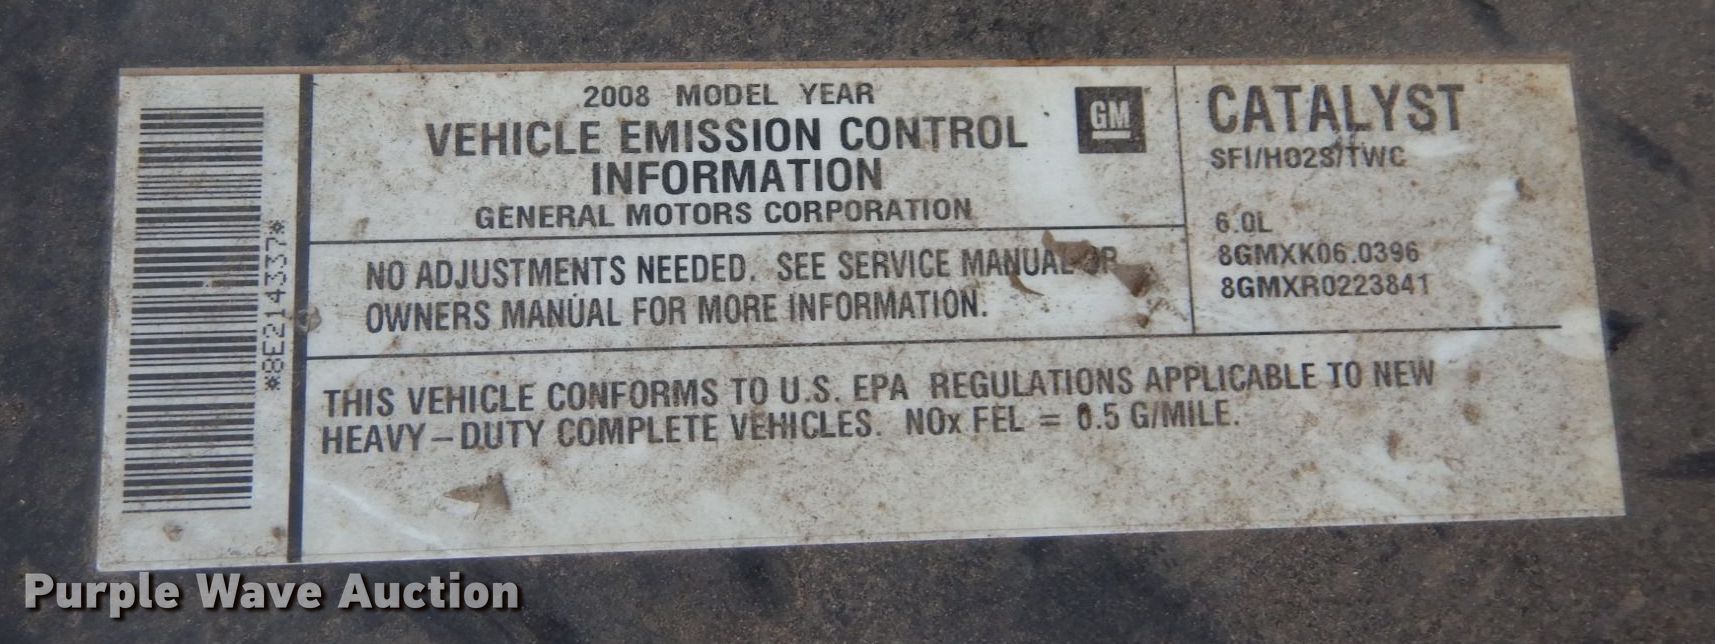 *8E214337*
2008 MODEL YEAR
VEHICLE EMISSION CONTROL
INFORMATION
GENERAL MOTORS CORPORATION
GM
NO ADJUSTMENTS NEEDED. SEE SERVICE MANUAL OR
OWNERS MANUAL FOR MORE INFORMATION.
CATALYST
SFI/HO2S/TWC
6.0L
8GMXK06.0396
8GMXR0223841
THIS VEHICLE CONFORMS TO U.S. EPA REGULATIONS APPLICABLE TO NEW
HEAVY-DUTY COMPLETE VEHICLES. NOx FEL = 0.5 G/MILE.
Purple Wave Auction